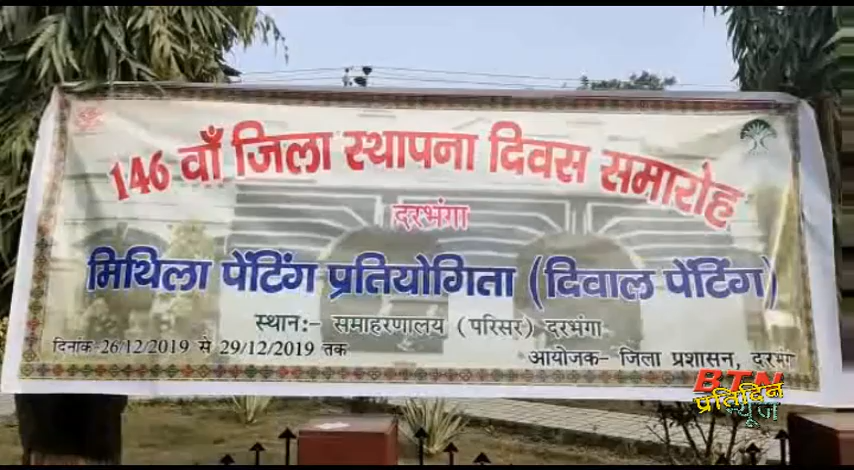 146 वाँ जिला स्थापना दिवस समारोह
दरभंगा
मिथिला पेंटिंग प्रतियोगिता (दिवाल पेंटिंग)
स्थान:- समाहरणालय (परिसर) दरभंगा
दिनांक-26/12/2019 से 29/12/2019 तक
आयोजक- जिला प्रशासन, दरभंगा
BTN
प्रतिदिन
न्यूज